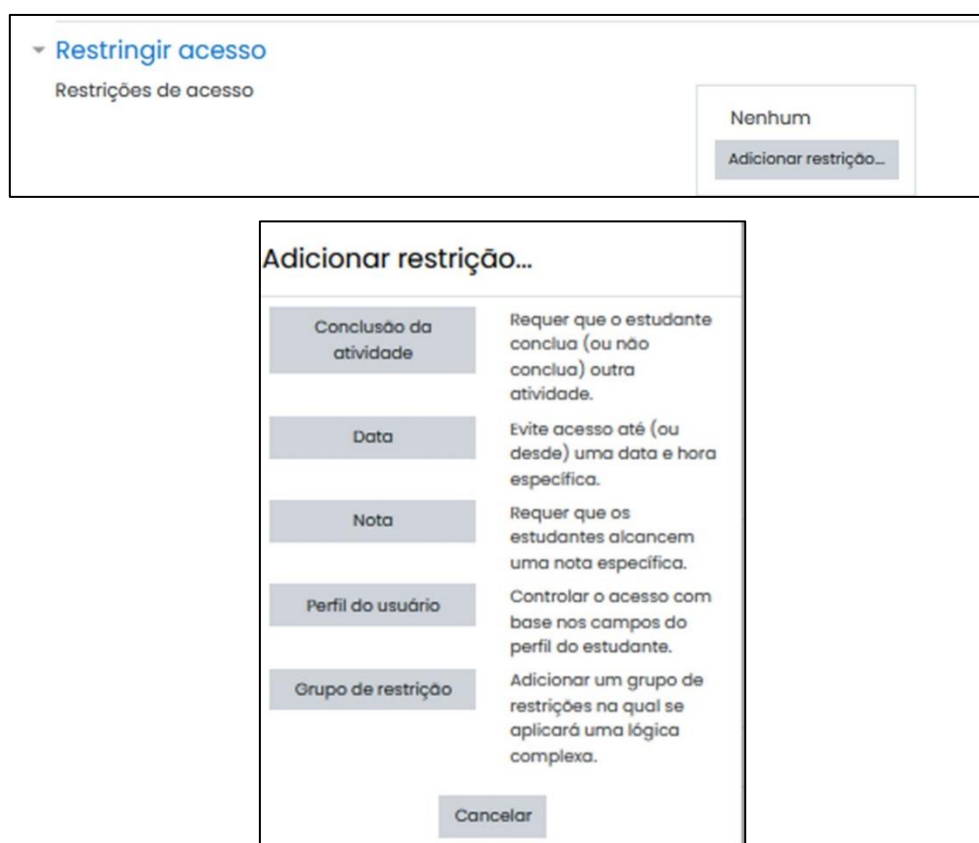 Restringir acesso
Restrições de acesso
Nenhum
Adicionar restrição...
Adicionar restrição...
Conclusão da
atividade
Requer que o estudante
conclua (ou não
conclua) outra
atividade.
Data
Evite acesso até (ou
desde) uma data e hora
específica.
Nota
Requer que os
estudantes alcancem
uma nota específica.
Perfil do usuário
Controlar o acesso com
base nos campos do
perfil do estudante.
Grupo de restrição
Adicionar um grupo de
restrições na qual se
aplicará uma lógica
complexa.
Cancelar